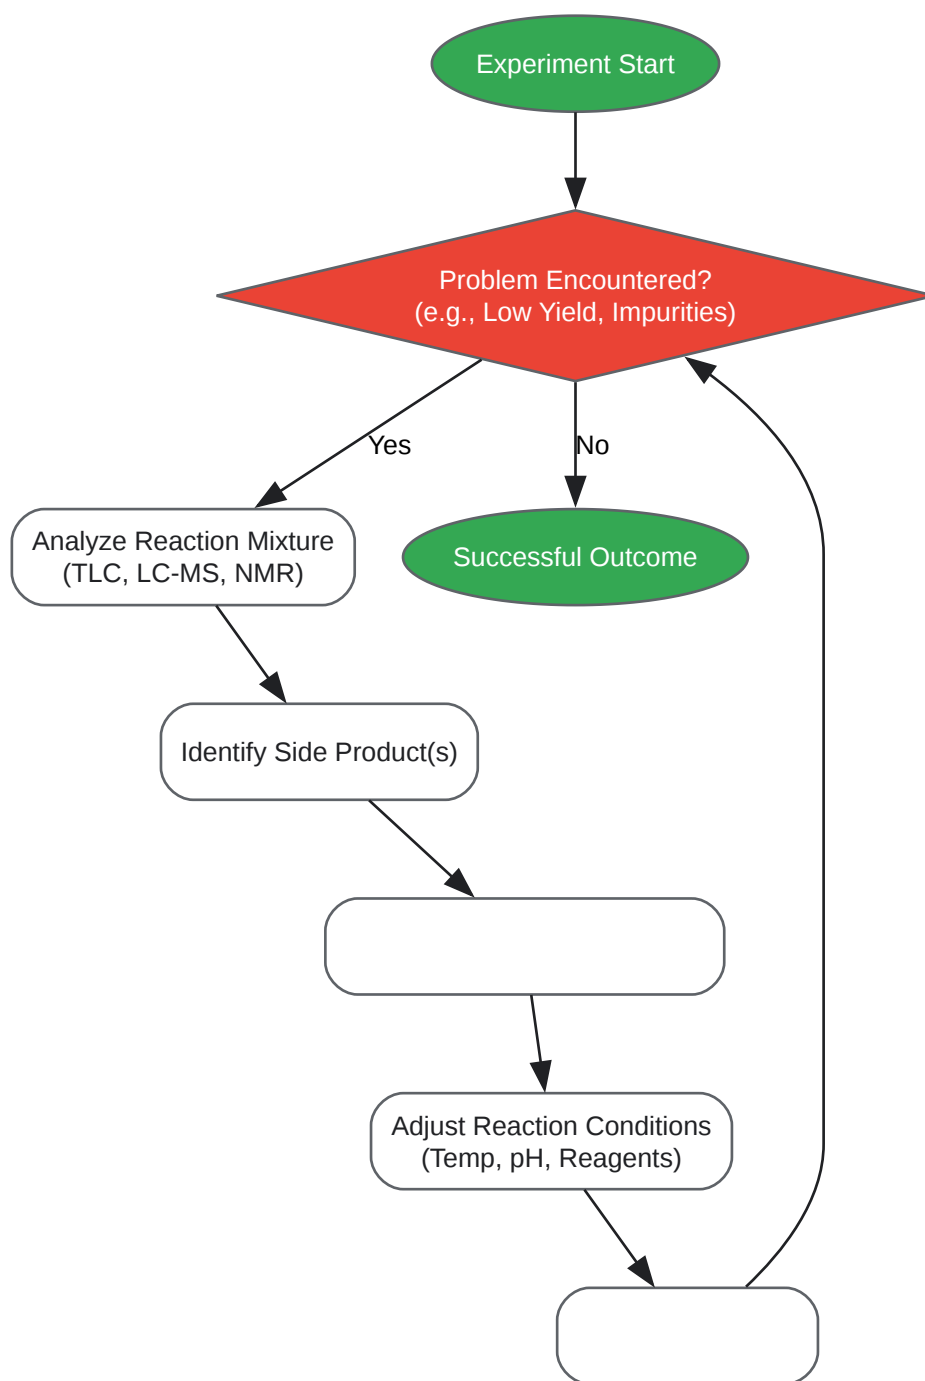 Experiment Start
Problem Encountered?
(e.g., Low Yield, Impurities)
Yes
No
Analyze Reaction Mixture
(TLC, LC-MS, NMR)
Successful Outcome
Identify Side Product(s)
Adjust Reaction Conditions
(Temp, pH, Reagents)